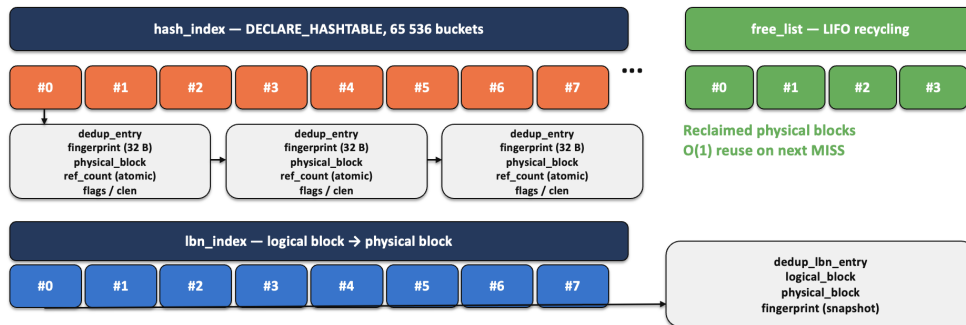 hash_index — DECLARE_HASHTABLE, 65 536 buckets
free_list — LIFO recycling
#0 #1 #2 #3 #4 #5 #6 #7 ...
#0 #1 #2 #3
Reclaimed physical blocks
O(1) reuse on next MISS
dedup_entry
fingerprint (32 B)
physical_block
ref_count (atomic)
flags / clen
dedup_entry
fingerprint (32 B)
physical_block
ref_count (atomic)
flags / clen
dedup_entry
fingerprint (32 B)
physical_block
ref_count (atomic)
flags / clen
lbn_index — logical block → physical block
#0 #1 #2 #3 #4 #5 #6 #7
dedup_lbn_entry
logical_block
physical_block
fingerprint (snapshot)